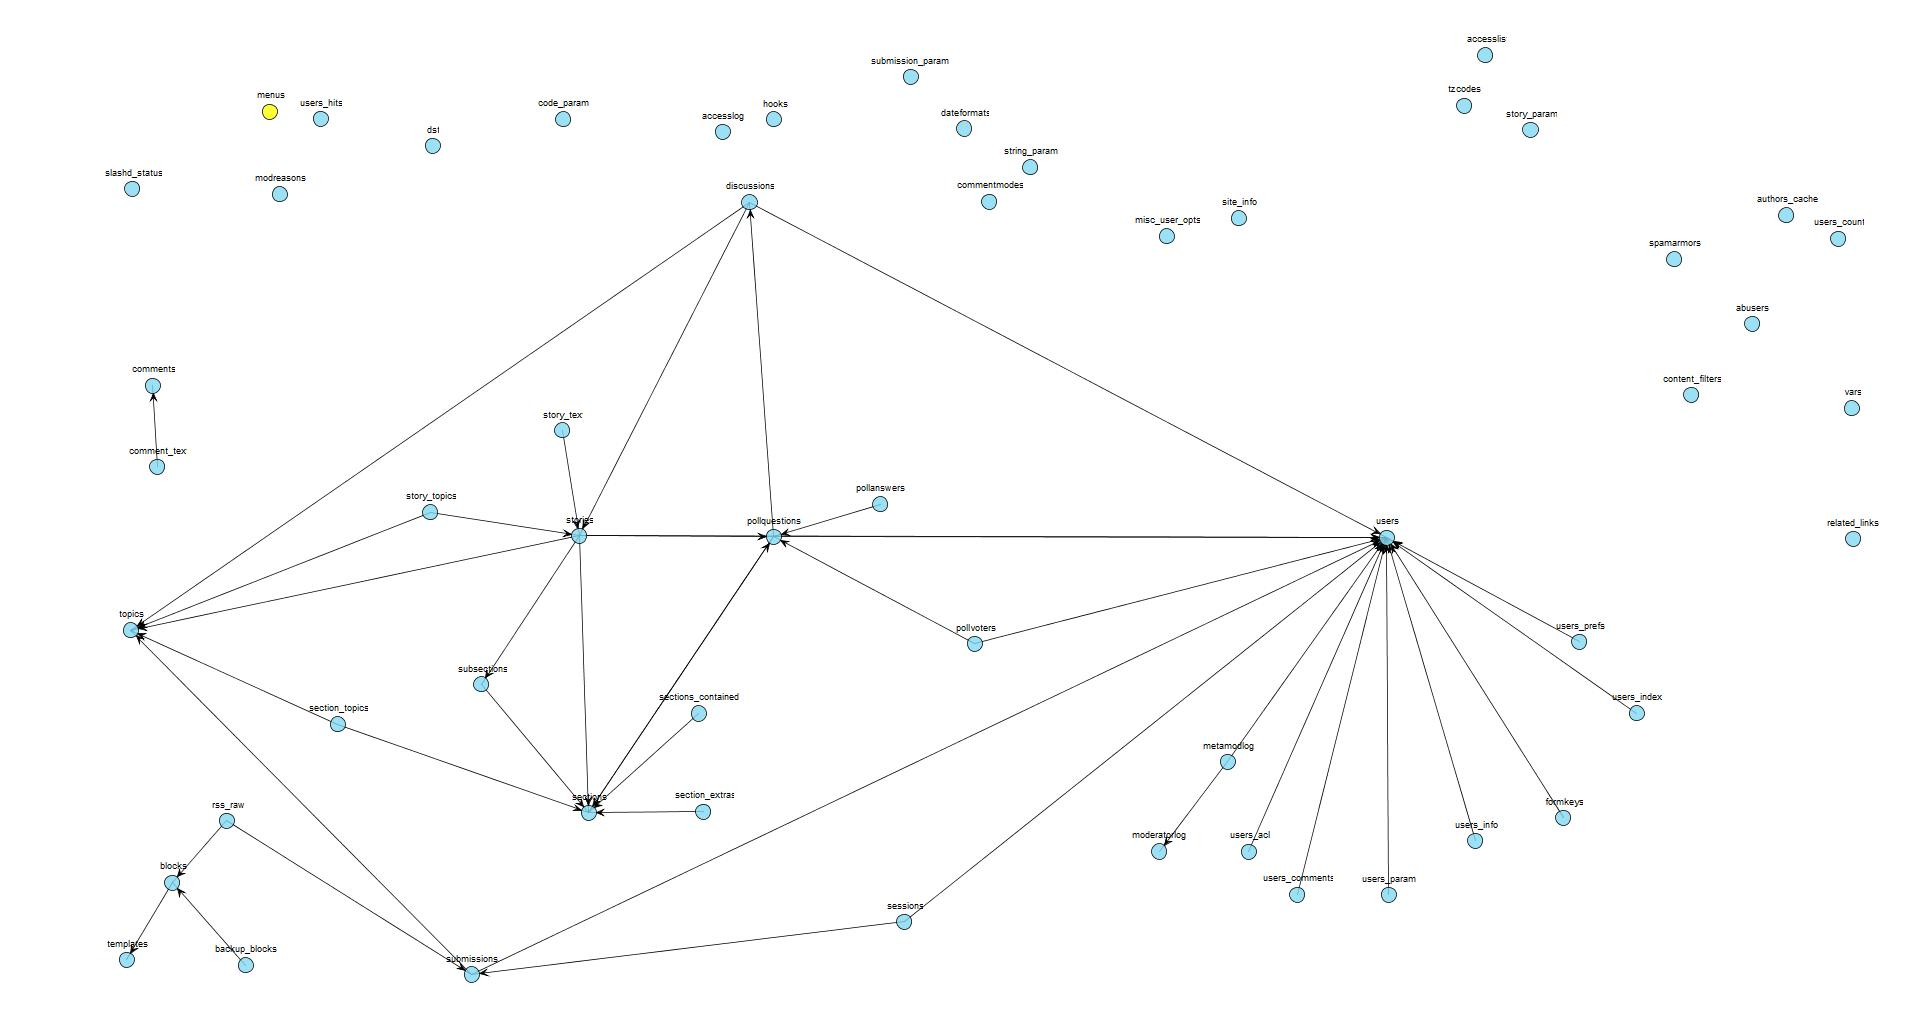 accesslis
submission_param
tzcodes
menus
users_hits
code_param
hooks
accesslog
dateformats
story_param
dst
string_param
slashd_status
modreasons
discussions
commentmodes
authors_cache
site_info
misc_user_opts
users_count
spamarmors
abusers
comments
content_filters
vars
story_tex
comment_tex
pollanswers
story_topics
stories
pollquestions
users
related_links
topics
pollvoters
users_prefs
subsections
sections_contained
users_index
section_topics
metamodlog
sections
section_extras
rss_raw
formkeys
users_info
moderatorlog
users_acl
blocks
users_comments
users_param
sessions
templates
backup_blocks
submissions